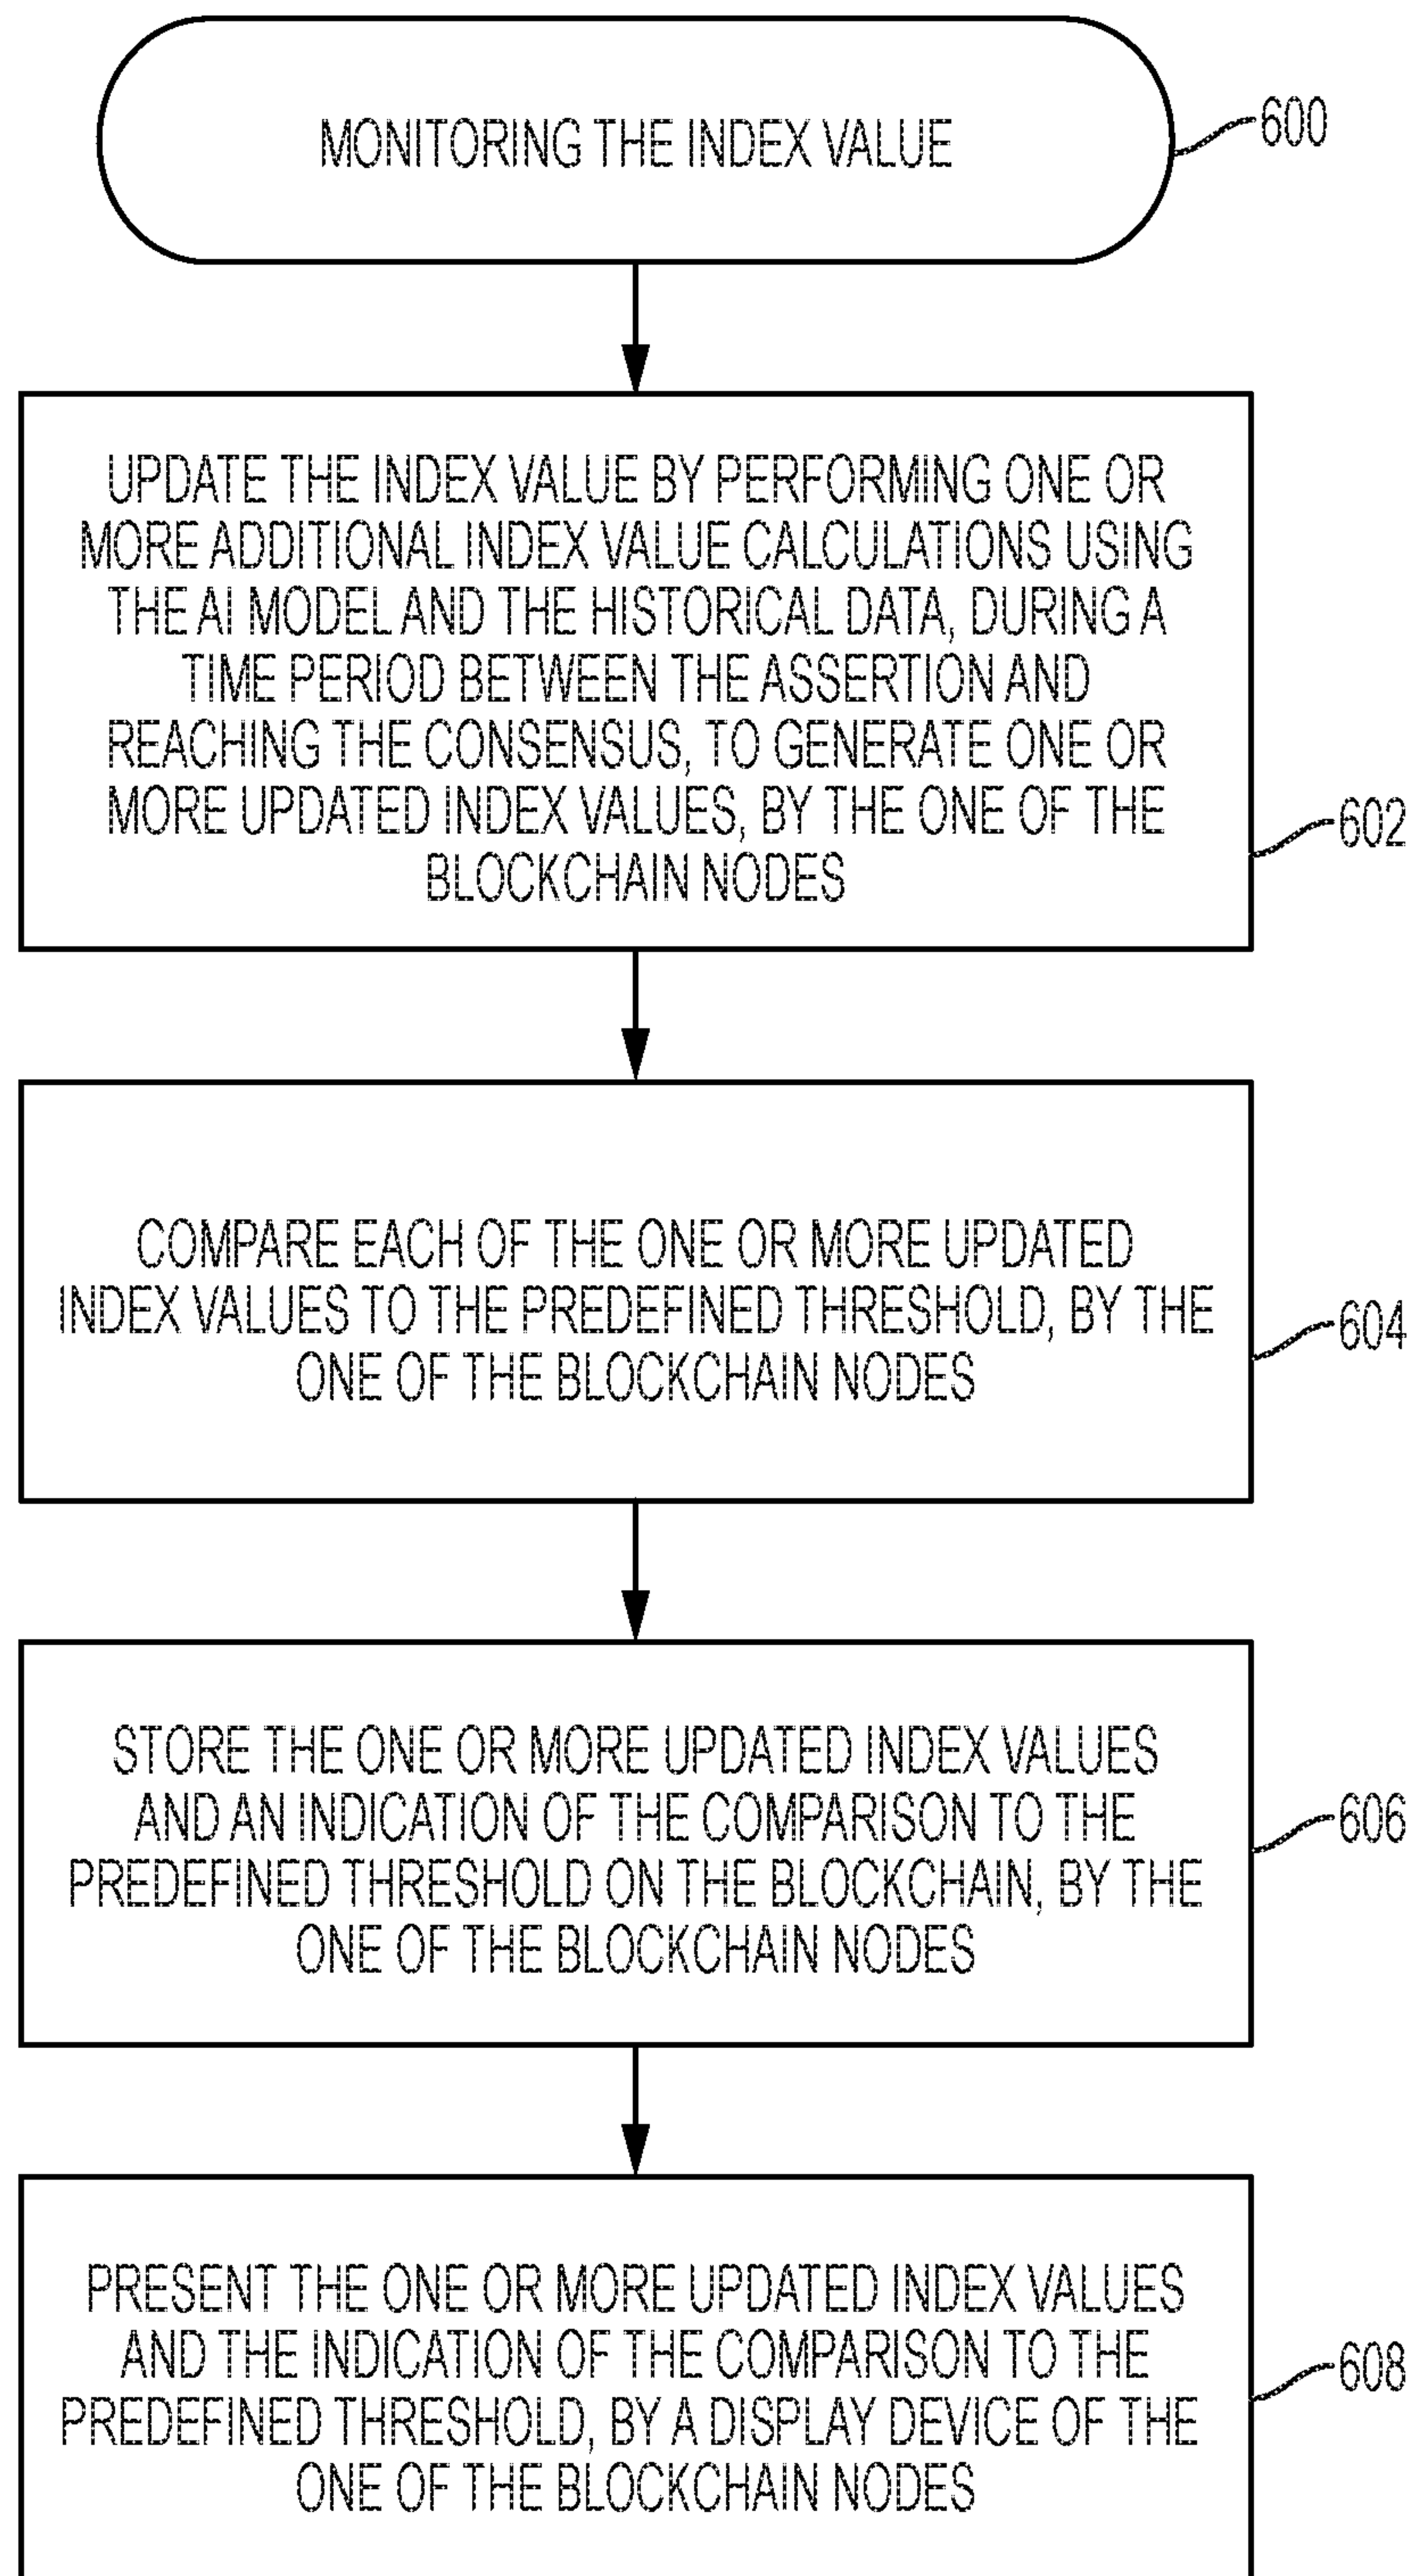 MONITORING THE INDEX VALUE
600
UPDATE THE INDEX VALUE BY PERFORMING ONE OR
MORE ADDITIONAL INDEX VALUE CALCULATIONS USING
THE AI MODEL AND THE HISTORICAL DATA, DURING A
TIME PERIOD BETWEEN THE ASSERTION AND
REACHING THE CONSENSUS, TO GENERATE ONE OR
MORE UPDATED INDEX VALUES, BY THE ONE OF THE
BLOCKCHAIN NODES
602
COMPARE EACH OF THE ONE OR MORE UPDATED
INDEX VALUES TO THE PREDEFINED THRESHOLD, BY THE
ONE OF THE BLOCKCHAIN NODES
604
STORE THE ONE OR MORE UPDATED INDEX VALUES
AND AN INDICATION OF THE COMPARISON TO THE
PREDEFINED THRESHOLD ON THE BLOCKCHAIN, BY THE
ONE OF THE BLOCKCHAIN NODES
606
PRESENT THE ONE OR MORE UPDATED INDEX VALUES
AND THE INDICATION OF THE COMPARISON TO THE
PREDEFINED THRESHOLD, BY A DISPLAY DEVICE OF THE
ONE OF THE BLOCKCHAIN NODES
608